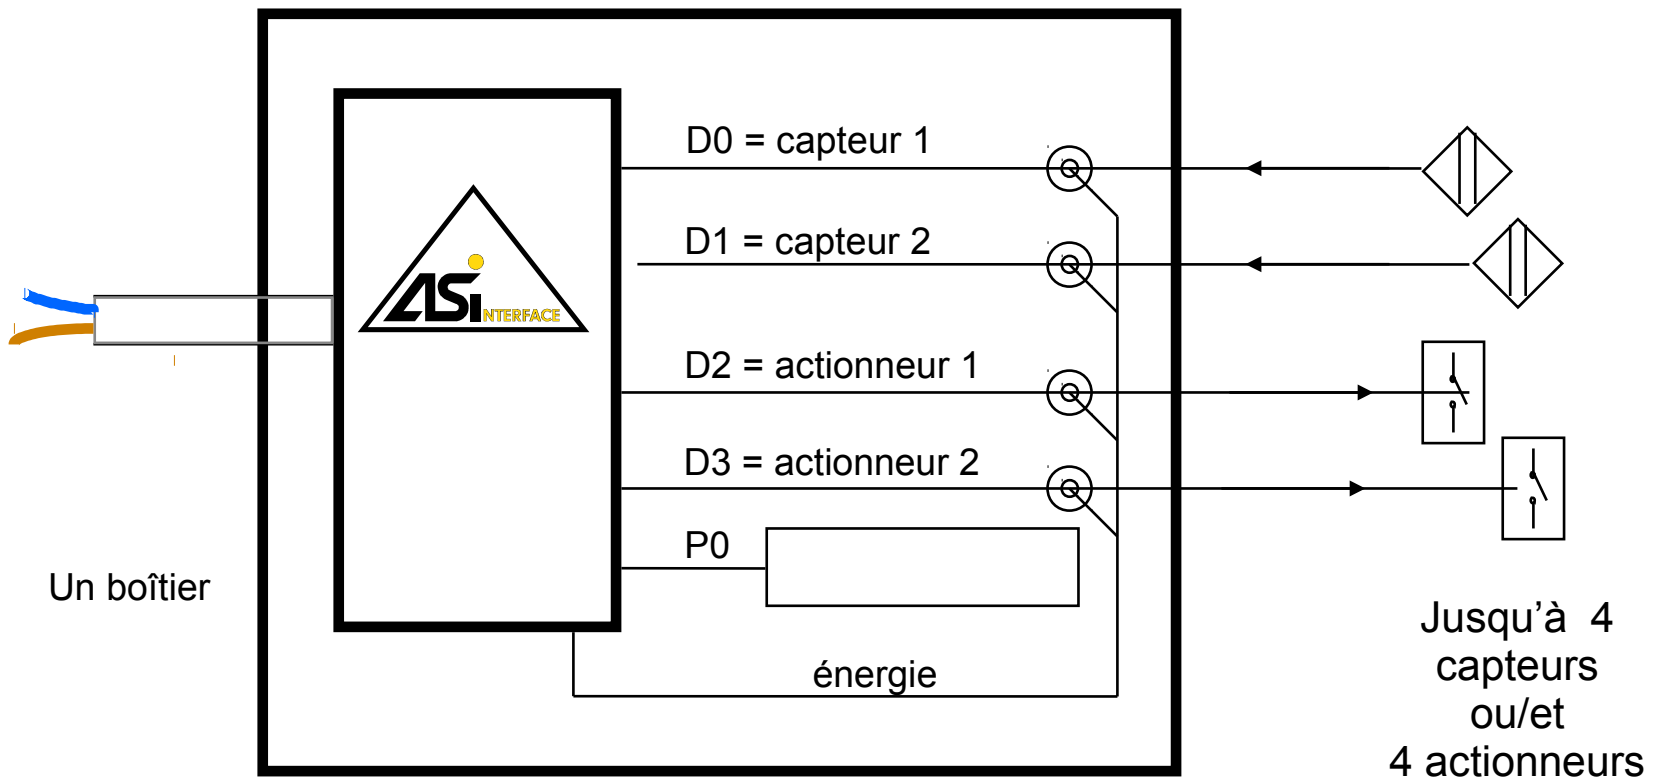 D0 = capteur 1
D1 = capteur 2
ASi
NTERFACE
D2 = actionneur 1
D3 = actionneur 2
P0
Un boîtier
énergie
Jusqu’à 4
capteurs
ou/et
4 actionneurs